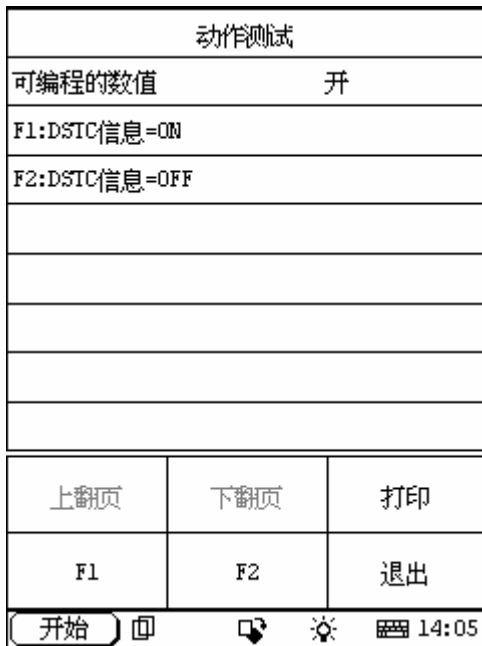 动作测试
可编程的数值 开
F1:DSTC信息=ON
F2:DSTC信息=OFF
上翻页 下翻页 打印
F1 F2 退出
开始 14:05